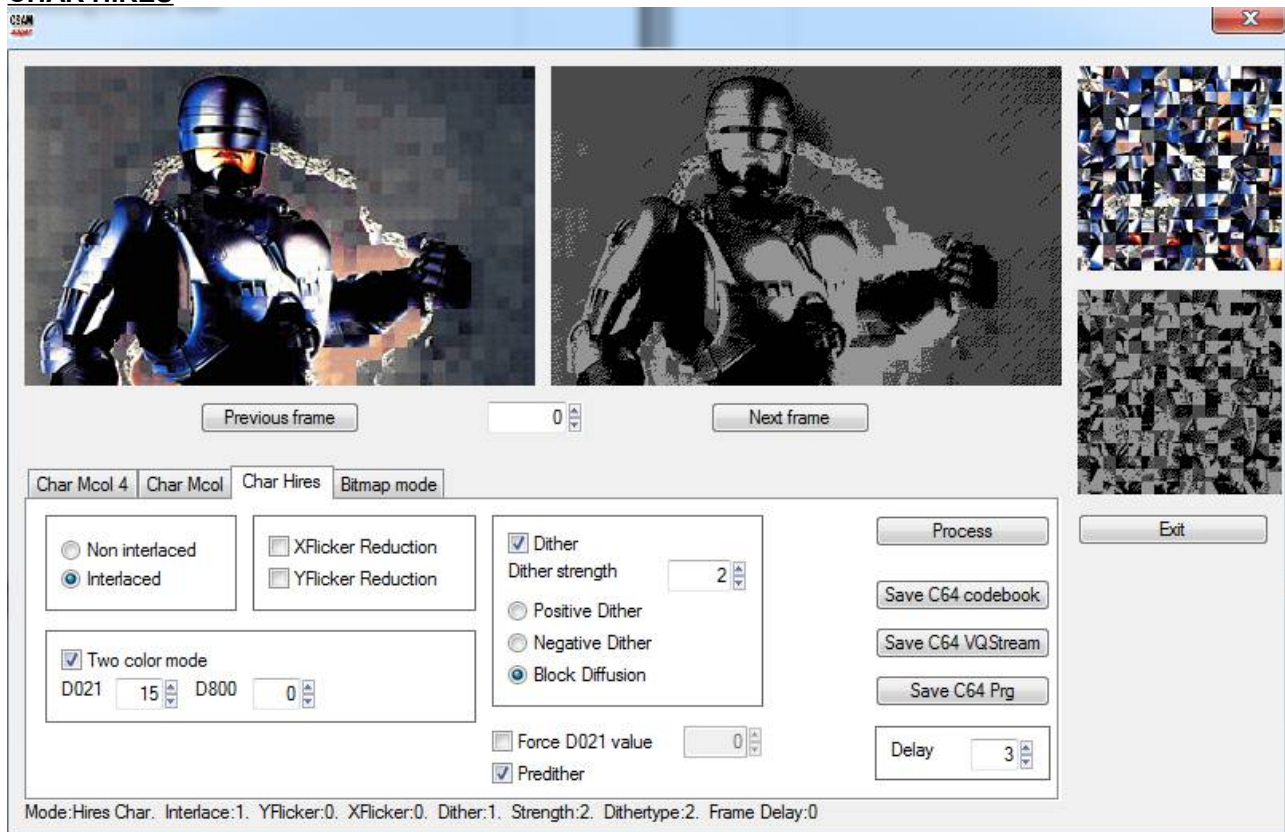 CHAR HIRES
CSAM
Previous frame
0
Next frame
Char Mcol 4
Char Mcol
Char Hires
Bitmap mode
Non interlaced
Interlaced
XFlicker Reduction
YFlicker Reduction
Dither
Dither strength
2
Positive Dither
Negative Dither
Block Diffusion
Process
Exit
Save C64 codebook
Save C64 VQStream
Save C64 Prg
Two color mode
D021 15 D800 0
Force D021 value 0
Predither
Delay 3
Mode:Hires Char. Interlace:1. YFlicker:0. XFlicker:0. Dither:1. Strength:2. Dithertype:2. Frame Delay:0